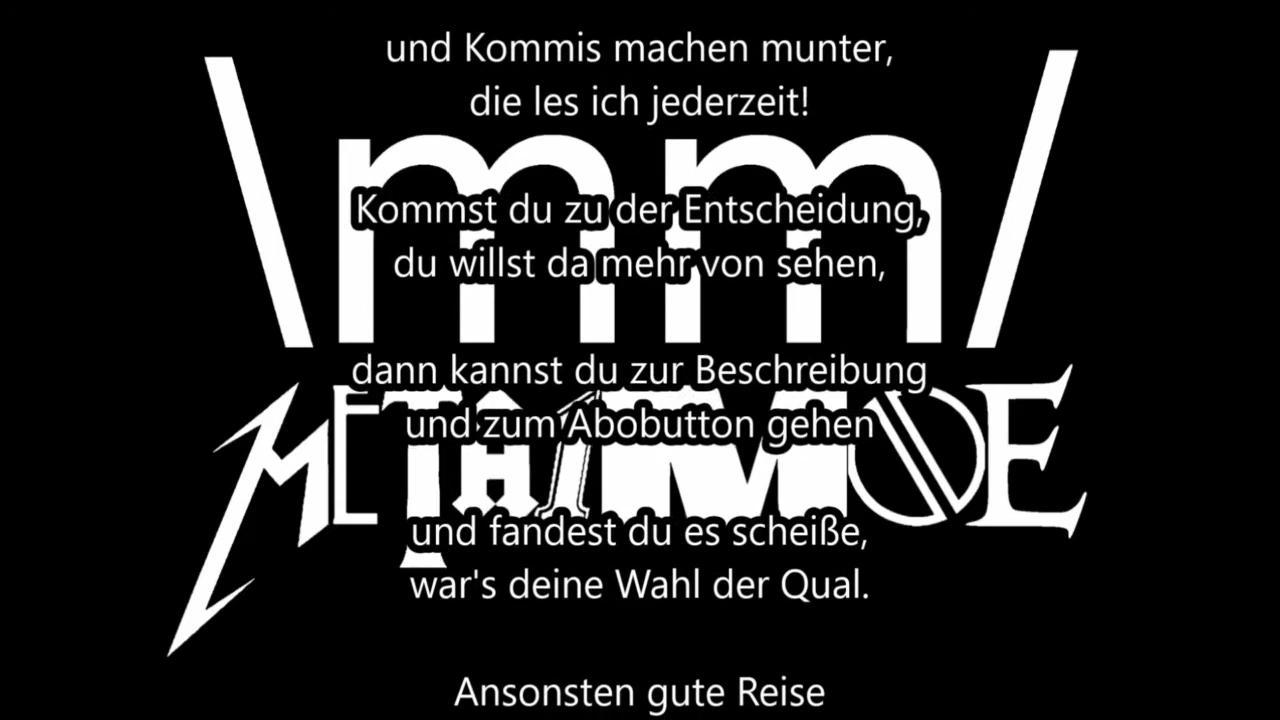 und Kommis machen munter,
die les ich jederzeit!
\mm/
Kommst du zu der Entscheidung,
du willst da mehr von sehen,
dann kannst du zur Beschreibung
und zum Abobutton gehen
METALMODE
und fandest du es scheiße,
war's deine Wahl der Qual.
Ansonsten gute Reise